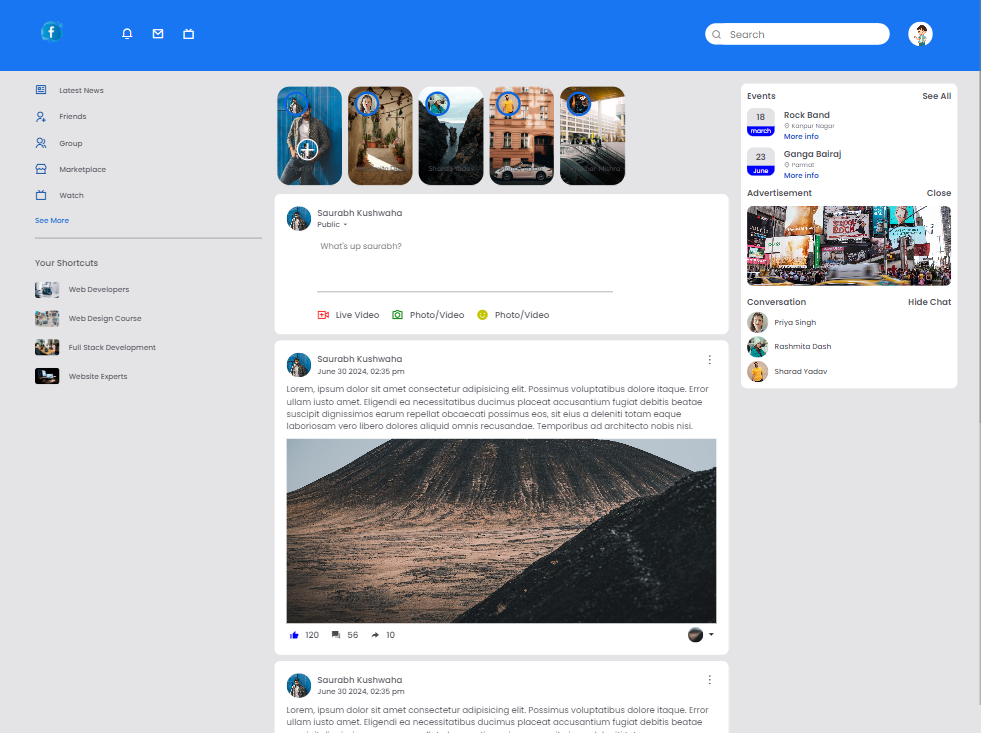 Search
Latest News
Friends
Group
Marketplace
Watch
See More
Your Shortcuts
Web Developers
Web Design Course
Full Stack Development
Website Experts
Saurabh Kushwaha
Public
What's up saurabh?
Live Video
Photo/Video
Photo/Video
Saurabh Kushwaha
June 30 2024, 02:35 pm
Lorem, ipsum dolor sit amet consectetur adipisicing elit. Possimus voluptatibus dolore itaque. Error
ullam iusto amet. Eligendi ea necessitatibus ducimus placeat accusantium fugiat debitis beatae
suscipit dignissimos earum repellat obcaecati possimus eos, sit eius a deleniti totam eaque
laboriosam vero libero dolores aliquid omnis recusandae. Temporibus ad architecto nobis nisi.
120
56
10
Saurabh Kushwaha
June 30 2024, 02:35 pm
Lorem, ipsum dolor sit amet consectetur adipisicing elit. Possimus voluptatibus dolore itaque. Error
ullam iusto amet. Eligendi ea necessitatibus ducimus placeat accusantium fugiat debitis beatae
Events
See All
18
march
Rock Band
Kanpur Nagar
More info
23
June
Ganga Bairaj
Parmat
More info
Advertisement
Close
Conversation
Hide Chat
Priya Singh
Rashmita Dash
Sharad Yadav